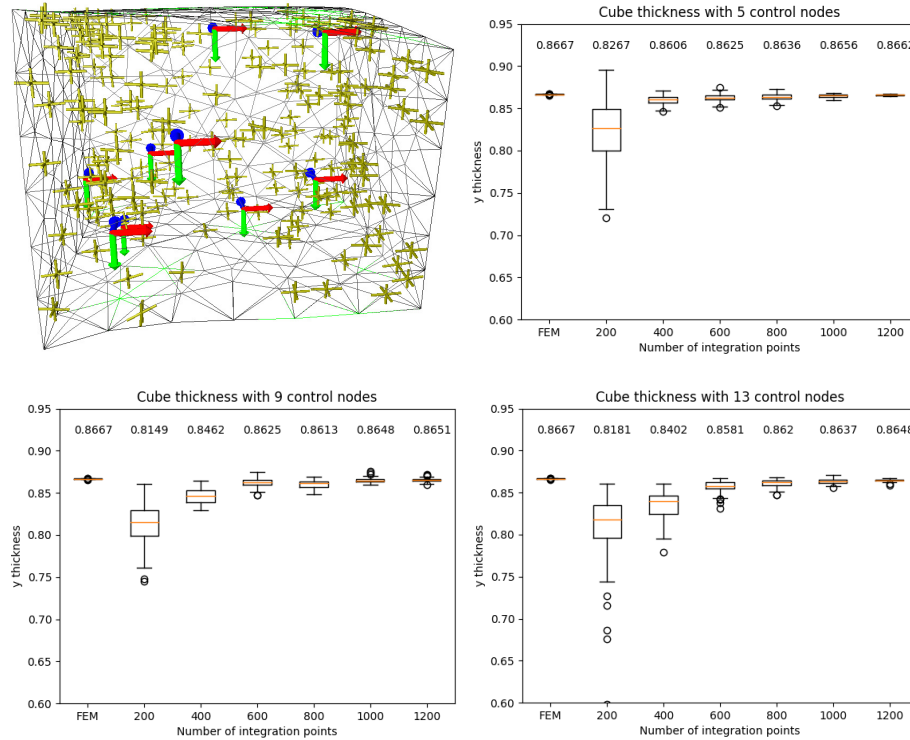 Cube thickness with 5 control nodes
0.95
0.8667 0.8267 0.8606 0.8625 0.8636 0.8656 0.8662
0.90
0.85
0.80
0.75
0.70
0.65
0.60
y thickness
FEM 200 400 600 800 1000 1200
Number of integration points
Cube thickness with 9 control nodes
0.95
0.8667 0.8149 0.8462 0.8625 0.8613 0.8648 0.8651
0.90
0.85
0.80
0.75
0.70
0.65
0.60
y thickness
FEM 200 400 600 800 1000 1200
Number of integration points
Cube thickness with 13 control nodes
0.95
0.8667 0.8181 0.8402 0.8581 0.862 0.8637 0.8648
0.90
0.85
0.80
0.75
0.70
0.65
0.60
y thickness
FEM 200 400 600 800 1000 1200
Number of integration points